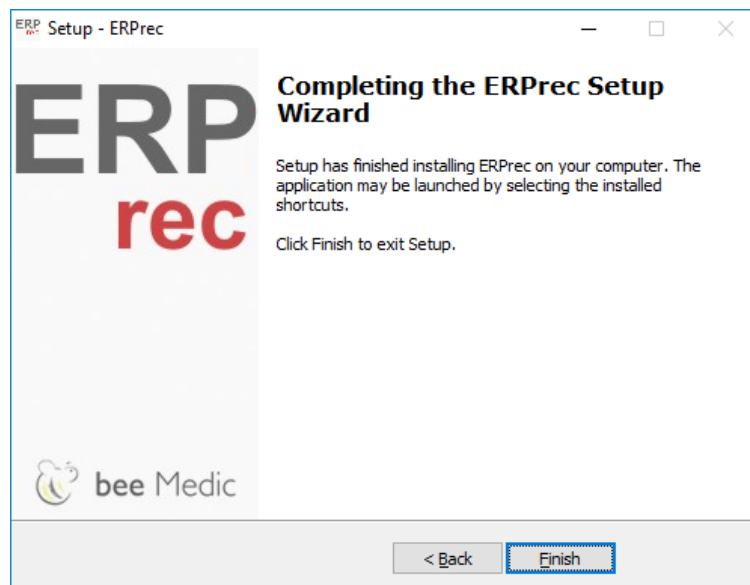 ERP rec Setup - ERPrec
ERP
rec
Completing the ERPrec Setup
Wizard
Setup has finished installing ERPrec on your computer. The
application may be launched by selecting the installed
shortcuts.
Click Finish to exit Setup.
bee Medic
< Back
Finish